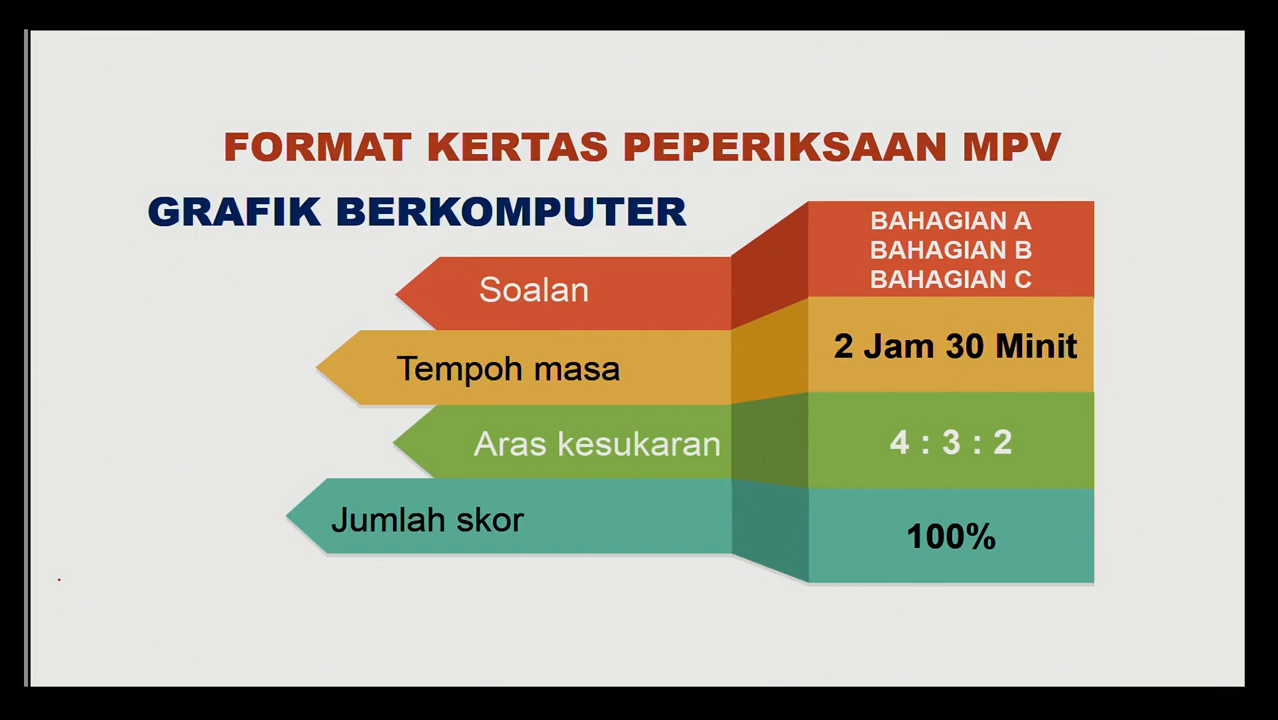 FORMAT KERTAS PEPERIKSAAN MPV
GRAFIK BERKOMPUTER
Soalan
BAHAGIAN A
BAHAGIAN B
BAHAGIAN C
Tempoh masa
2 Jam 30 Minit
Aras kesukaran
4 : 3 : 2
Jumlah skor
100%